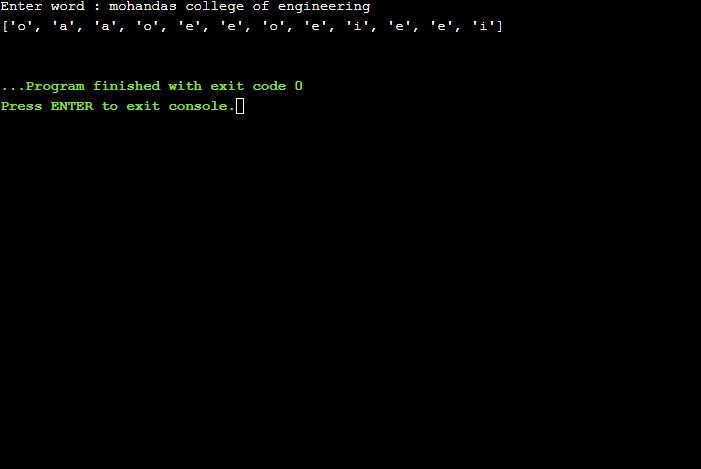 Enter word : mohandas college of engineering
['o', 'a', 'a', 'o', 'e', 'e', 'o', 'e', 'i', 'e', 'e', 'i']
...Program finished with exit code 0
Press ENTER to exit console.